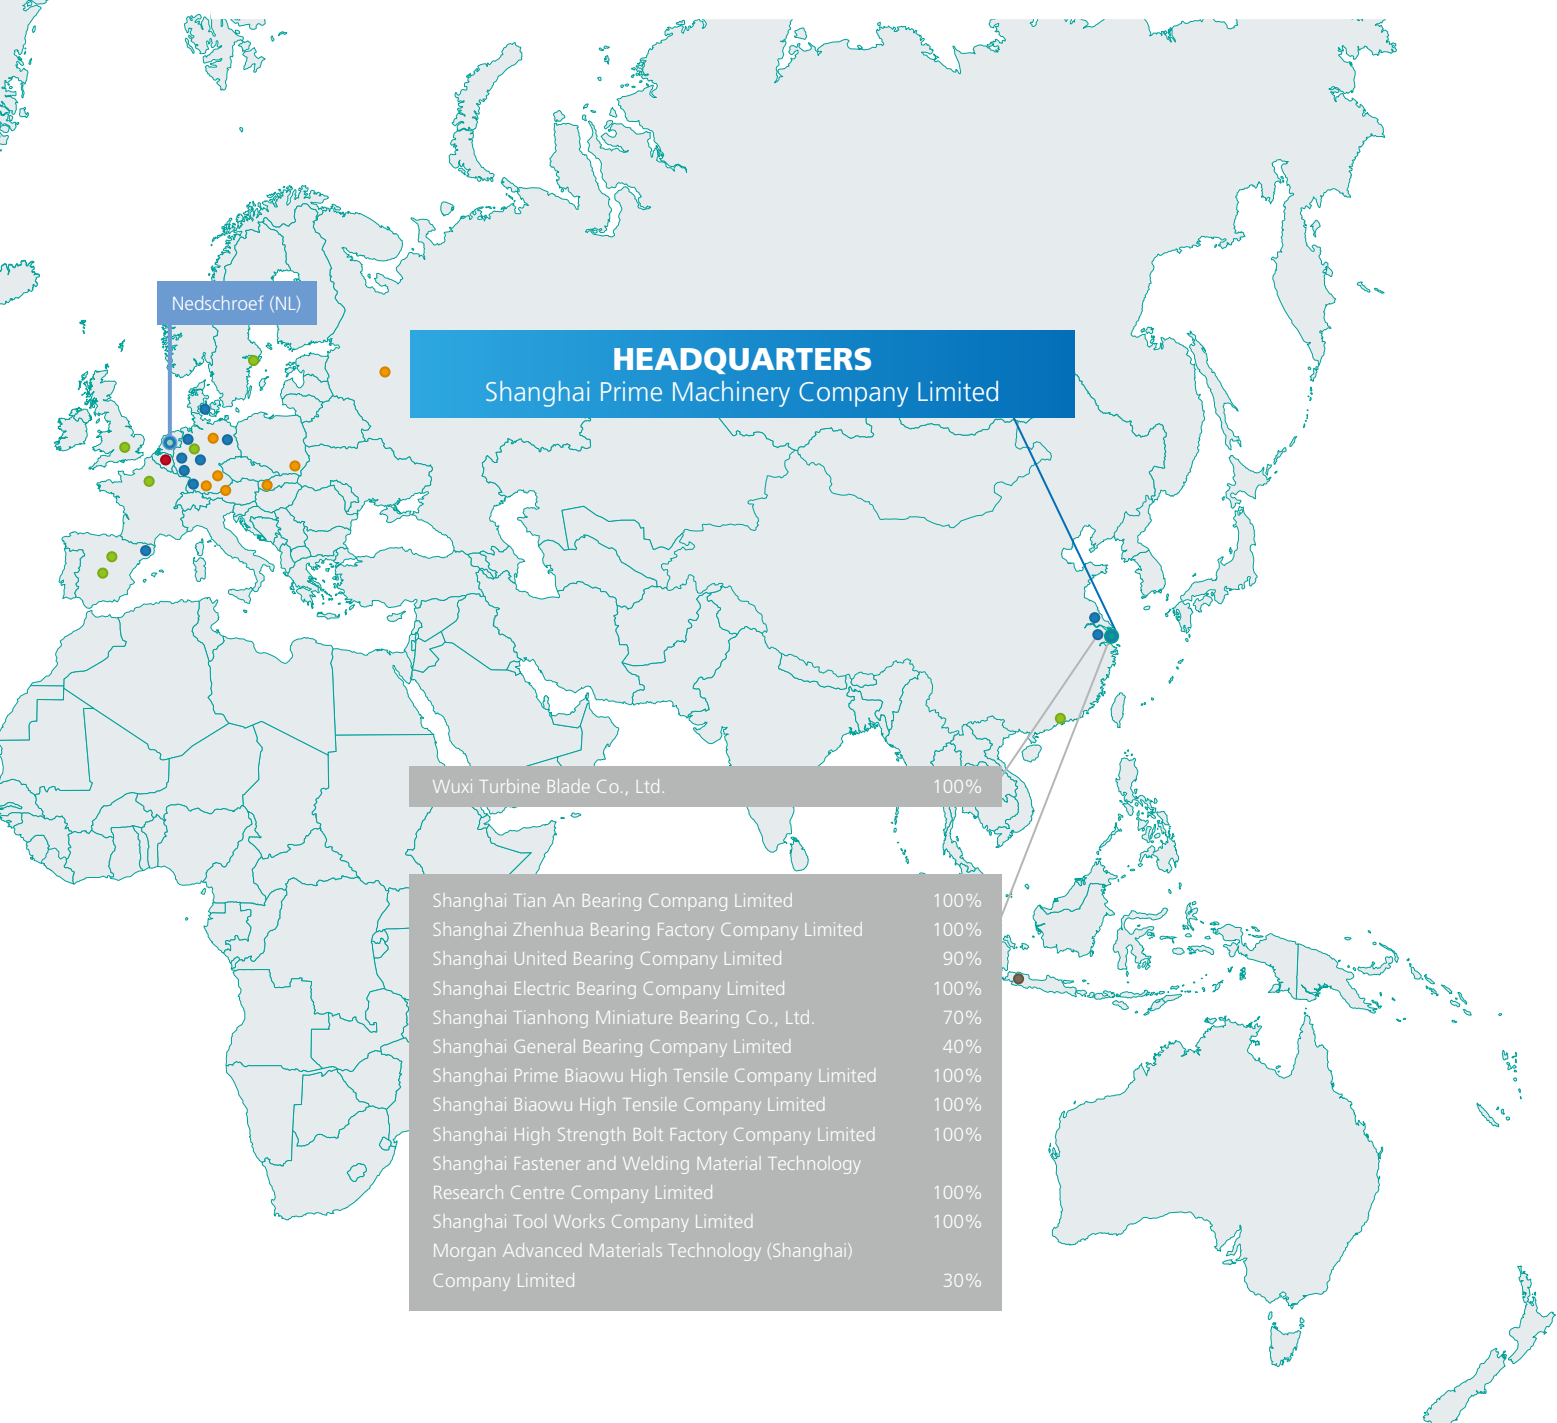 Nedschroef (NL)
HEADQUARTERS
Shanghai Prime Machinery Company Limited
Wuxi Turbine Blade Co., Ltd. 100%
Shanghai Tian An Bearing Compang Limited 100%
Shanghai Zhenhua Bearing Factory Company Limited 100%
Shanghai United Bearing Company Limited 90%
Shanghai Electric Bearing Company Limited 100%
Shanghai Tianhong Miniature Bearing Co., Ltd. 70%
Shanghai General Bearing Company Limited 40%
Shanghai Prime Biaowu High Tensile Company Limited 100%
Shanghai Biaowu High Tensile Company Limited 100%
Shanghai High Strength Bolt Factory Company Limited 100%
Shanghai Fastener and Welding Material Technology
Research Centre Company Limited 100%
Shanghai Tool Works Company Limited 100%
Morgan Advanced Materials Technology (Shanghai)
Company Limited 30%